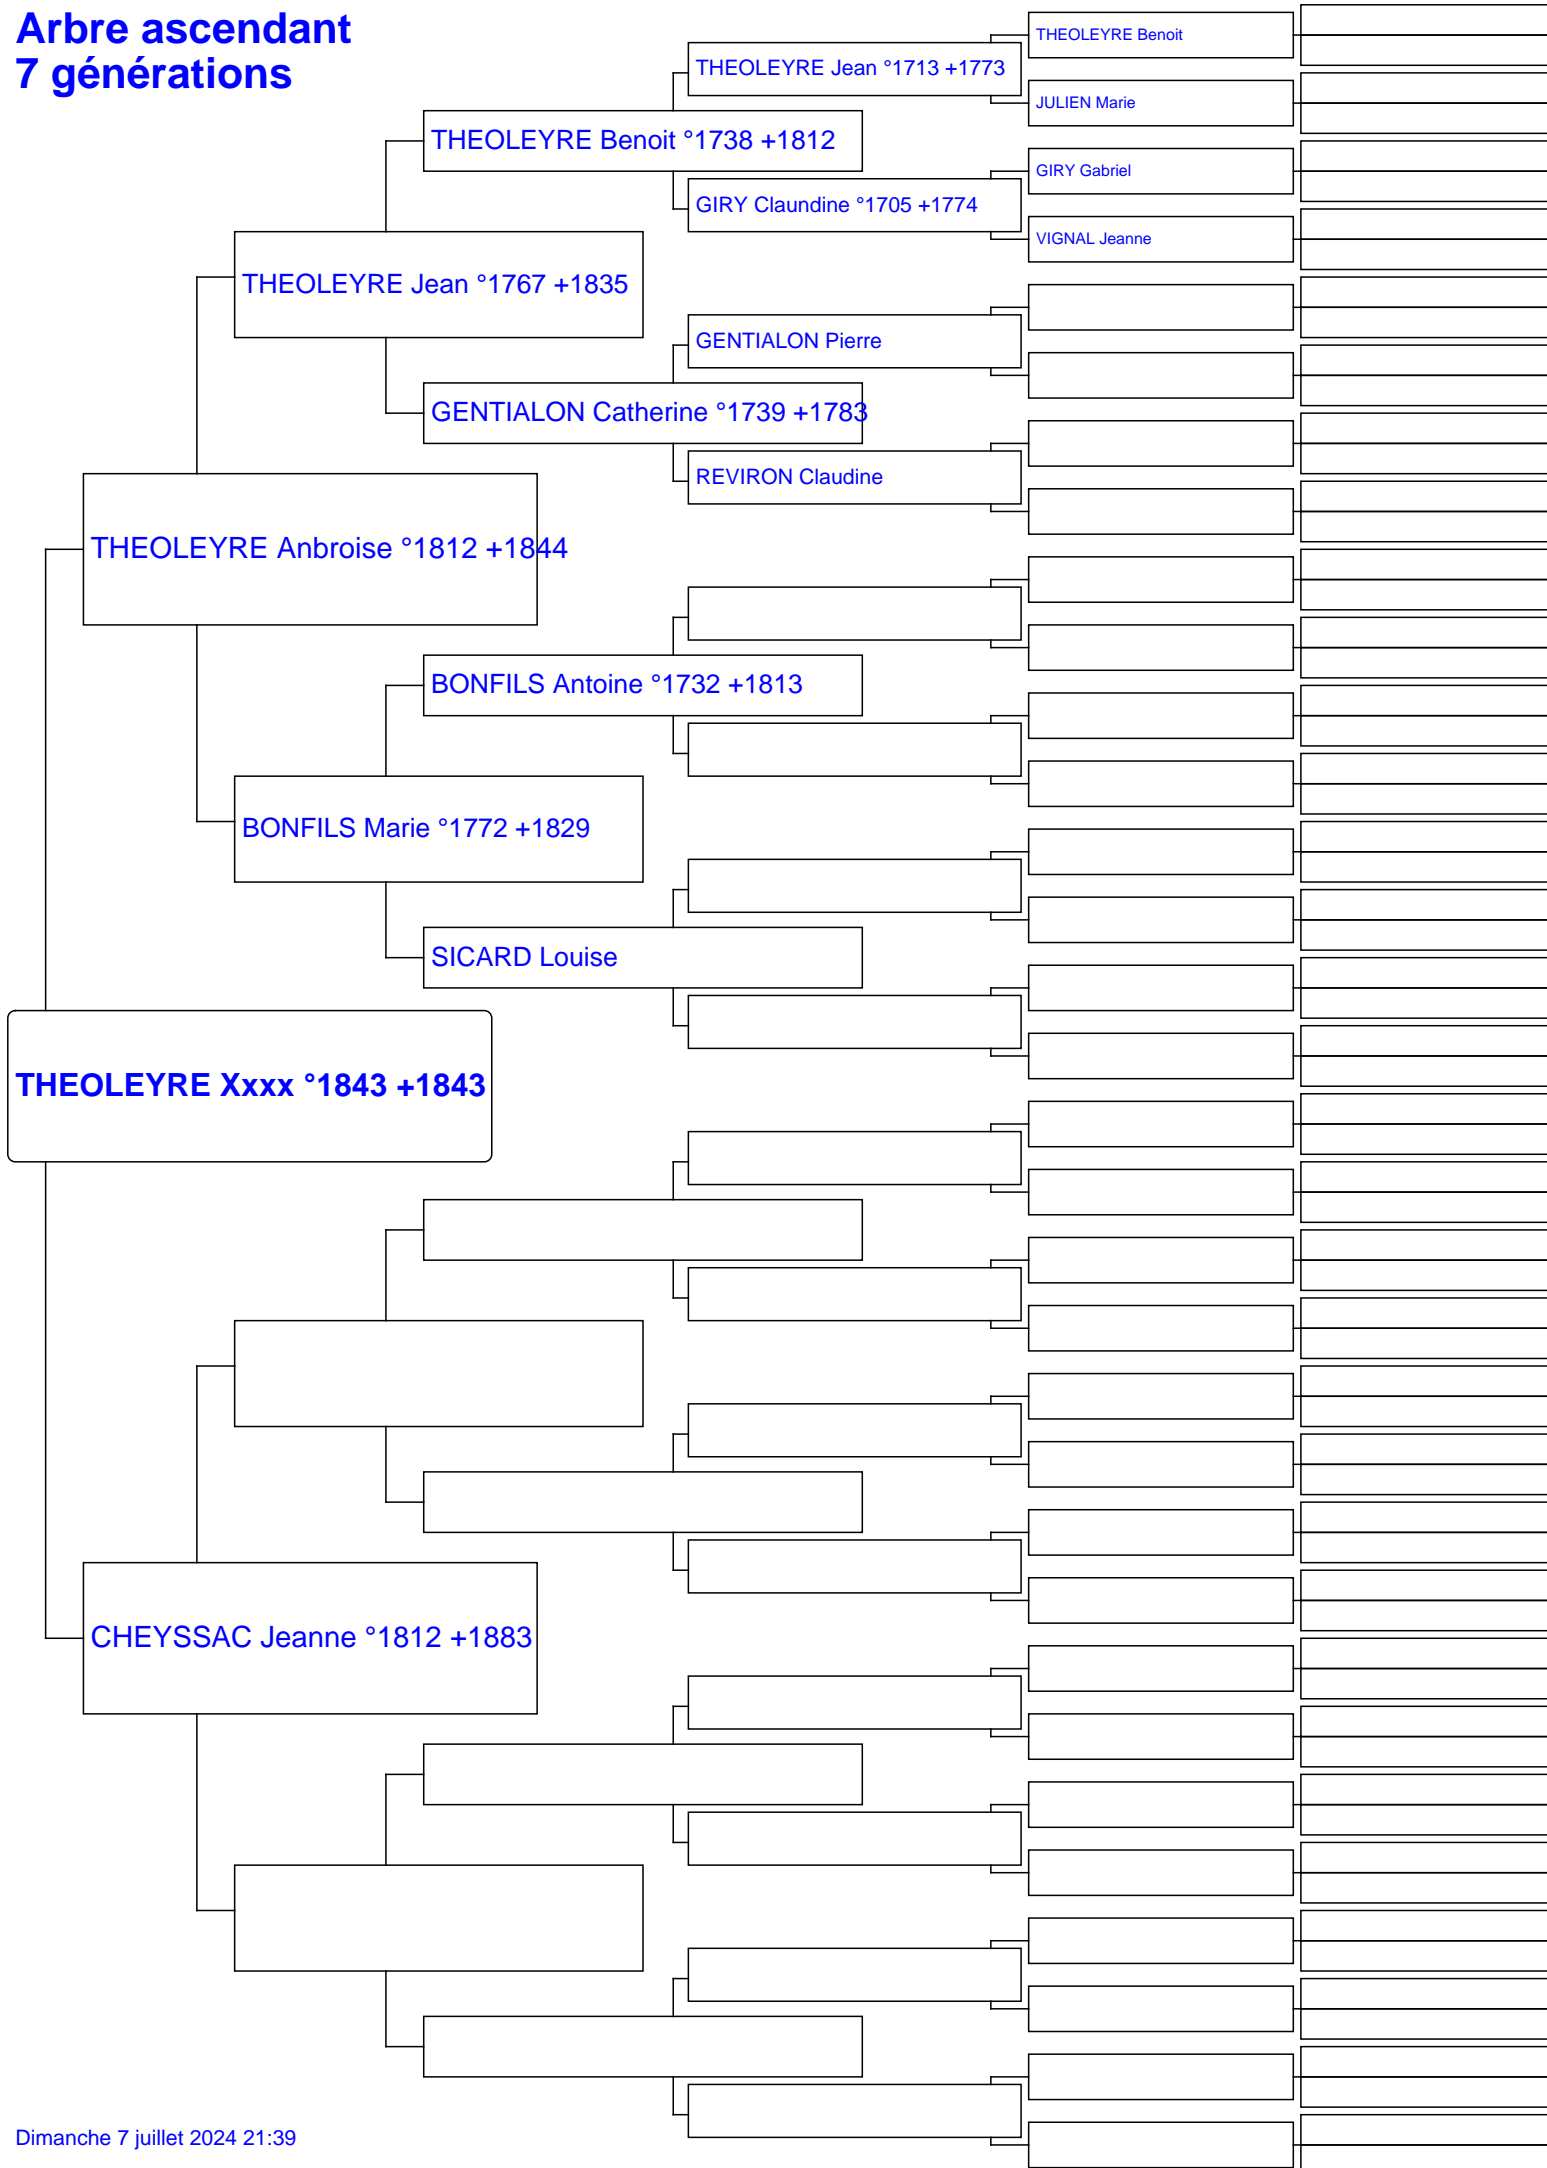 Arbre ascendant
7 générations
THEOLEYRE Benoit
THEOLEYRE Jean °1713 +1773
JULIEN Marie
THEOLEYRE Benoit °1738 +1812
GIRY Gabriel
GIRY Claundine °1705 +1774
VIGNAL Jeanne
THEOLEYRE Jean °1767 +1835
GENTIALON Pierre
GENTIALON Catherine °1739 +1783
REVIRON Claudine
THEOLEYRE Anbroise °1812 +1844
BONFILS Antoine °1732 +1813
BONFILS Marie °1772 +1829
SICARD Louise
THEOLEYRE Xxxx °1843 +1843
CHEYSSAC Jeanne °1812 +1883
Dimanche 7 juillet 2024 21:39